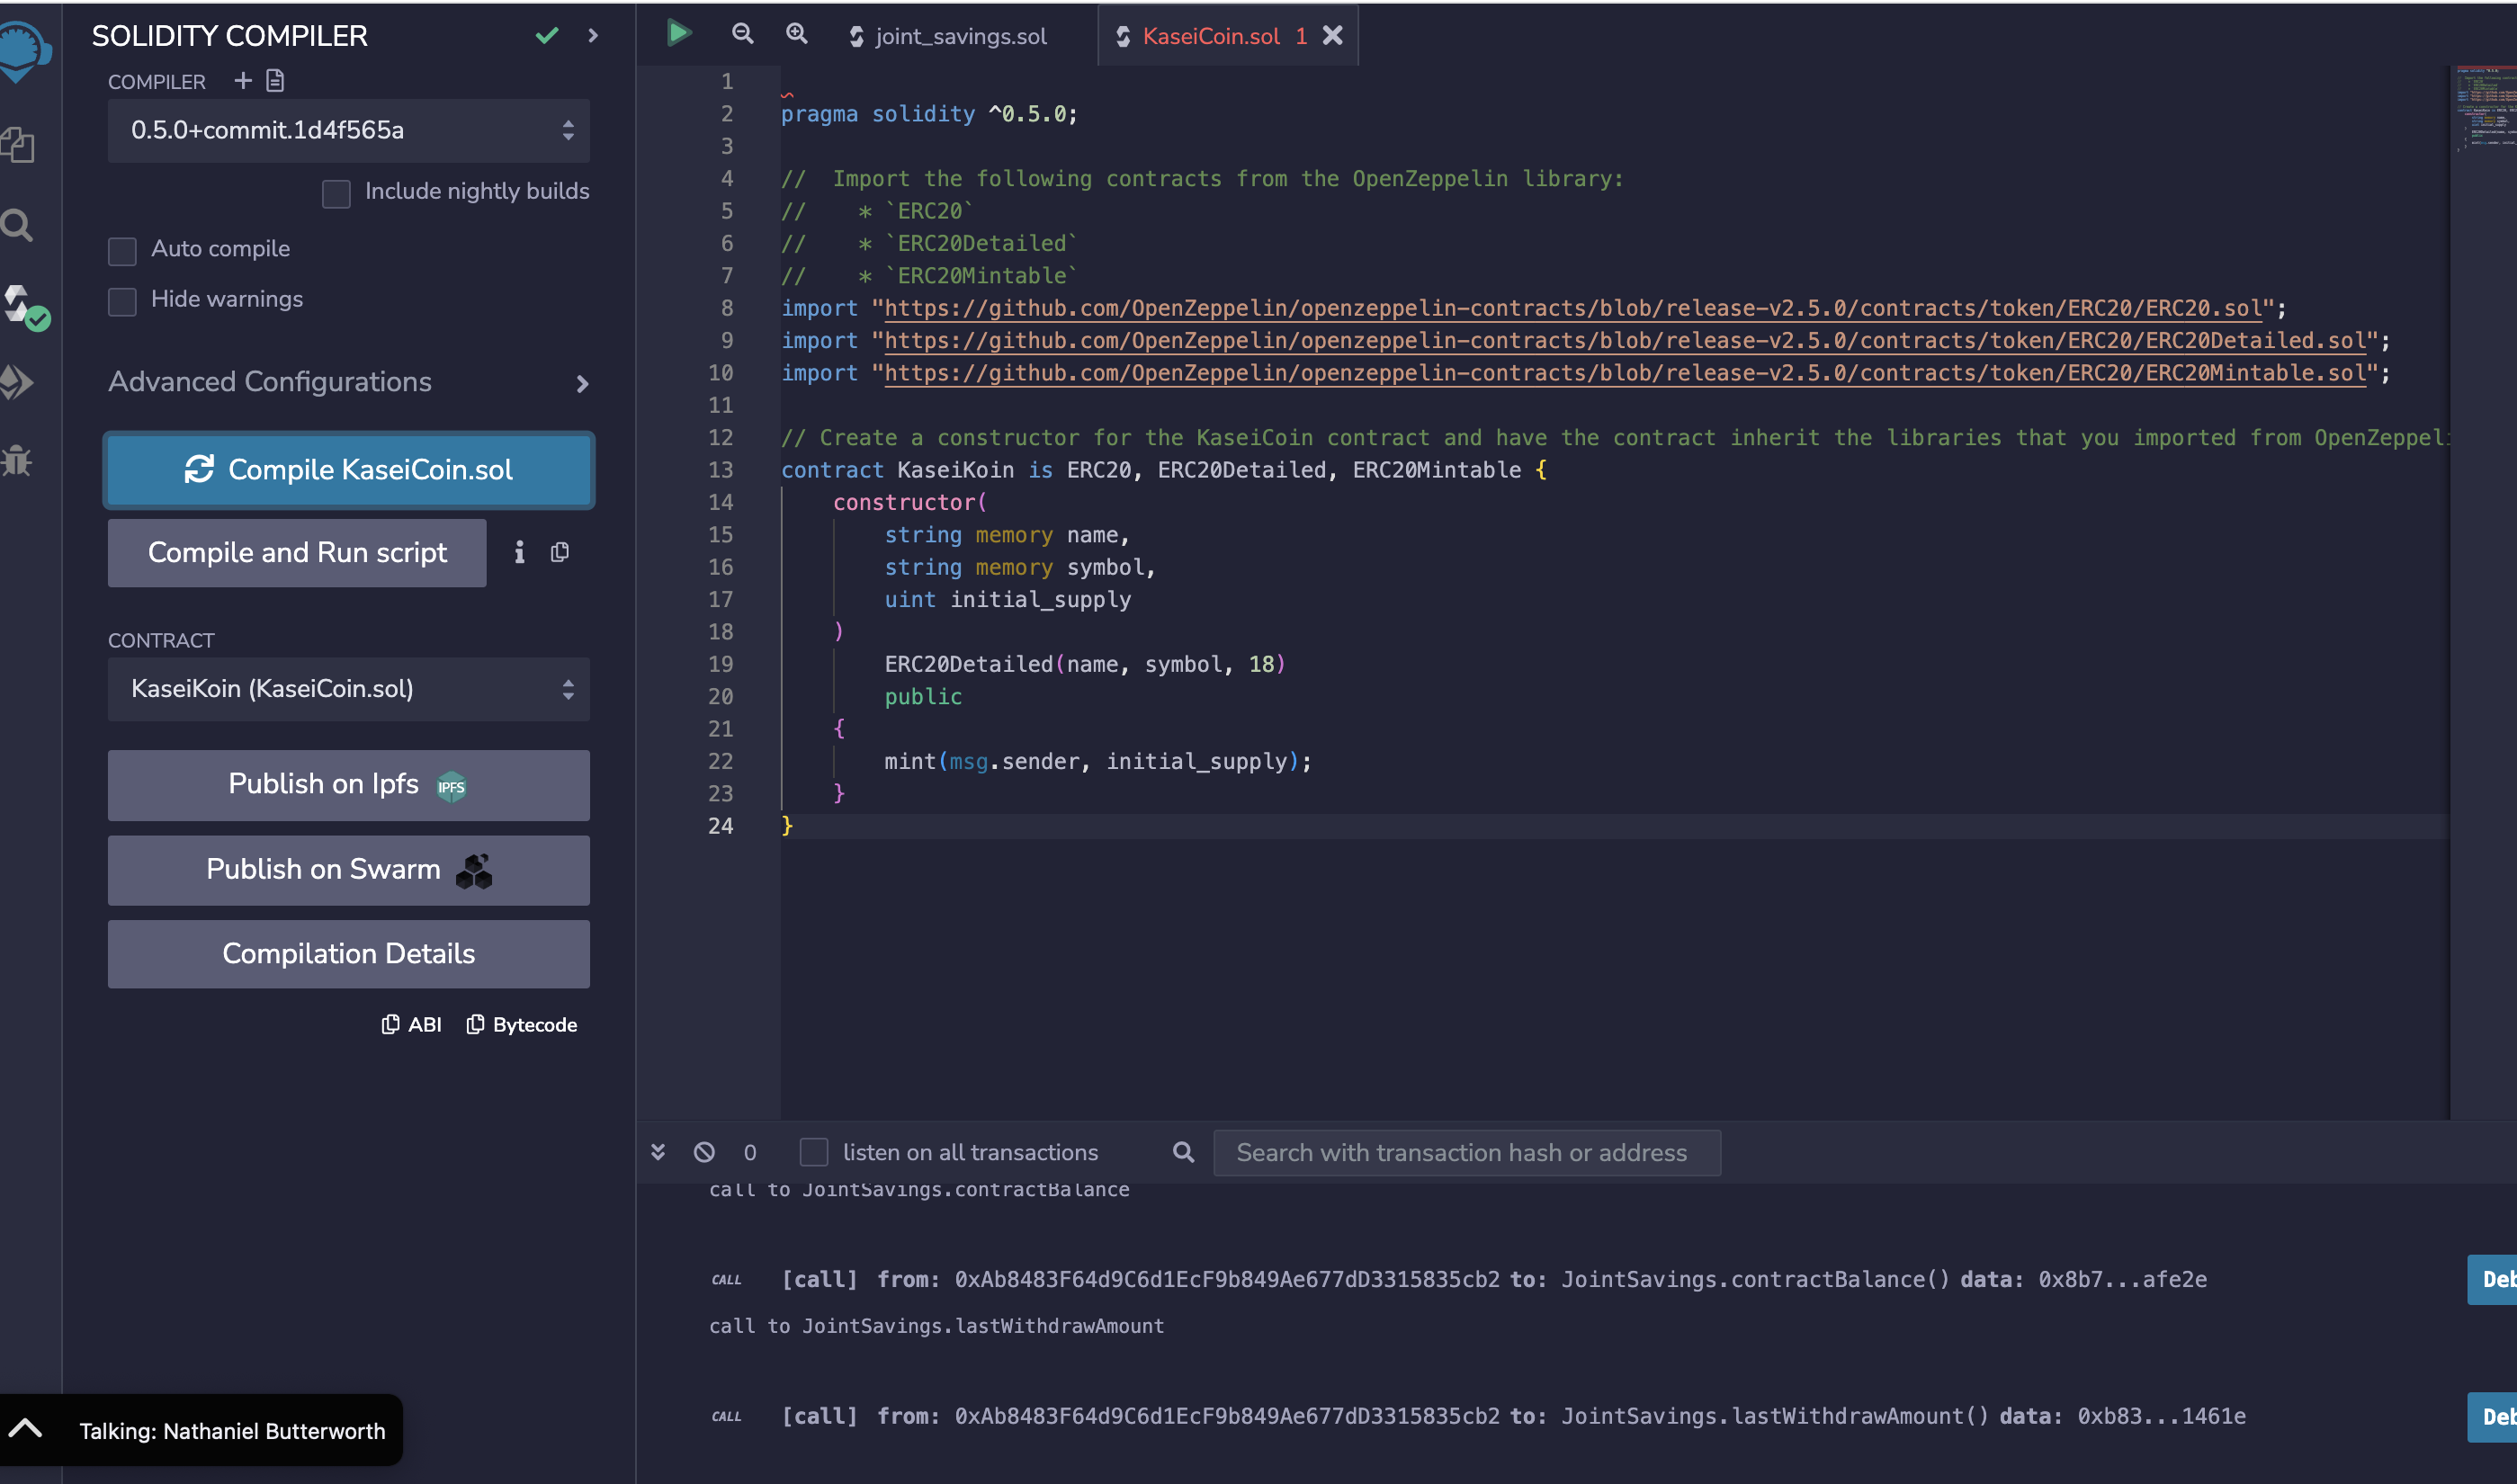 SOLIDITY COMPILER
COMPILER
0.5.0+commit.1d4f565a
Include nightly builds
Auto compile
Hide warnings
Advanced Configurations
Compile KaseiCoin.sol
Compile and Run script
CONTRACT
KaseiKoin (KaseiCoin.sol)
Publish on Ipfs IPFS
Publish on Swarm
Compilation Details
ABI Bytecode
Talking: Nathaniel Butterworth
joint_savings.sol KaseiCoin.sol 1
1
2 pragma solidity ^0.5.0;
3
4 //  Import the following contracts from the OpenZeppelin library:
5 //    * `ERC20`
6 //    * `ERC20Detailed`
7 //    * `ERC20Mintable`
8 import "https://github.com/OpenZeppelin/openzeppelin-contracts/blob/release-v2.5.0/contracts/token/ERC20/ERC20.sol";
9 import "https://github.com/OpenZeppelin/openzeppelin-contracts/blob/release-v2.5.0/contracts/token/ERC20/ERC20Detailed.sol";
10 import "https://github.com/OpenZeppelin/openzeppelin-contracts/blob/release-v2.5.0/contracts/token/ERC20/ERC20Mintable.sol";
11
12 // Create a constructor for the KaseiCoin contract and have the contract inherit the libraries that you imported from OpenZeppeli
13 contract KaseiKoin is ERC20, ERC20Detailed, ERC20Mintable {
14     constructor(
15         string memory name,
16         string memory symbol,
17         uint initial_supply
18     )
19         ERC20Detailed(name, symbol, 18)
20         public
21     {
22         mint(msg.sender, initial_supply);
23     }
24 }
0 listen on all transactions Search with transaction hash or address
call to JointSavings.contractBalance
CALL [call] from: 0xAb8483F64d9C6d1EcF9b849Ae677dD3315835cb2 to: JointSavings.contractBalance() data: 0x8b7...afe2e Deb
call to JointSavings.lastWithdrawAmount
CALL [call] from: 0xAb8483F64d9C6d1EcF9b849Ae677dD3315835cb2 to: JointSavings.lastWithdrawAmount() data: 0xb83...1461e Deb